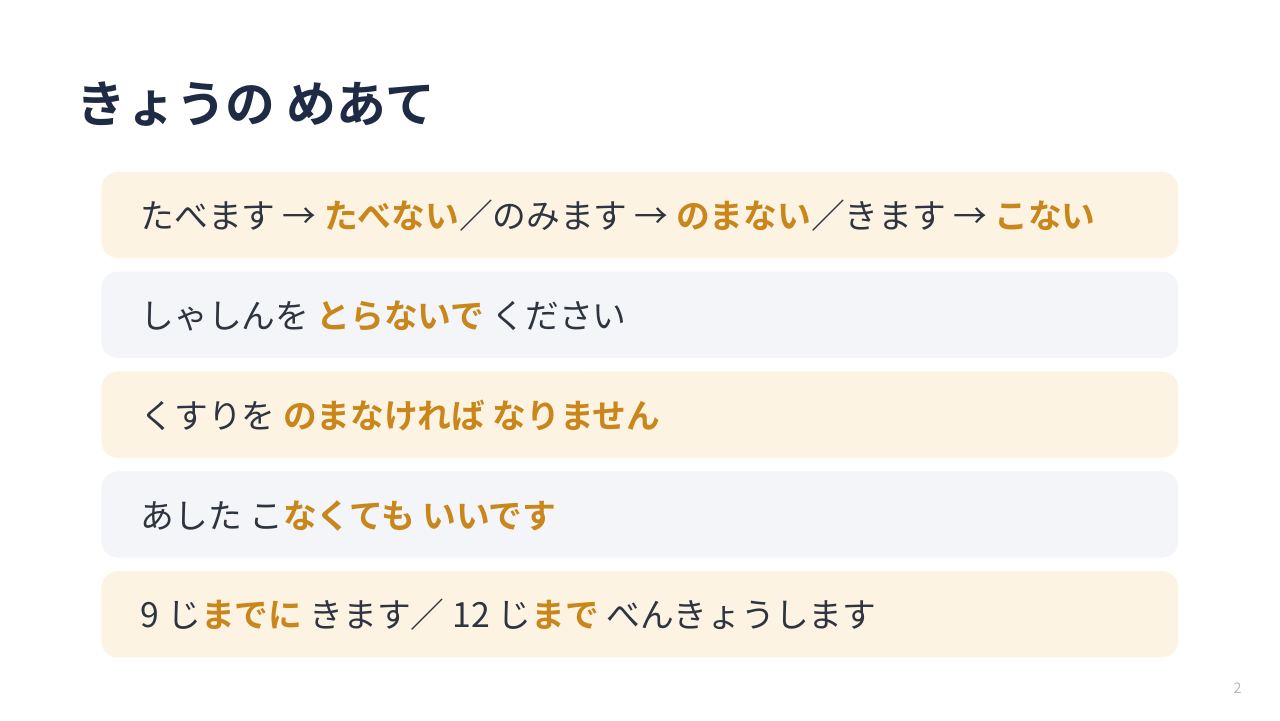 きょうの めあて
たべます → たべない／のみます → のまない／きます → こない
しゃしんを とらないで ください
くすりを のまなければ なりません
あした こなくても いいです
9 じまでに きます／ 12 じまで べんきょうします
2